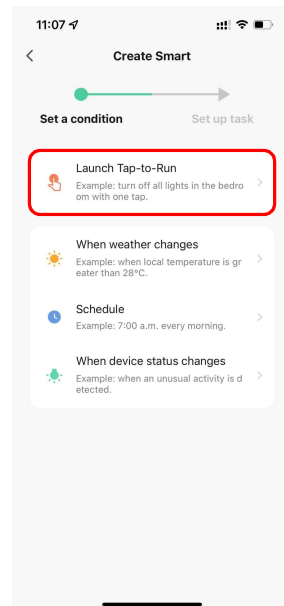 11:07
Create Smart
Set a condition
Set up task
Launch Tap-to-Run
Example: turn off all lights in the bedro
om with one tap.
When weather changes
Example: when local temperature is gr
eater than 28°C.
Schedule
Example: 7:00 a.m. every morning.
When device status changes
Example: when an unusual activity is d
etected.